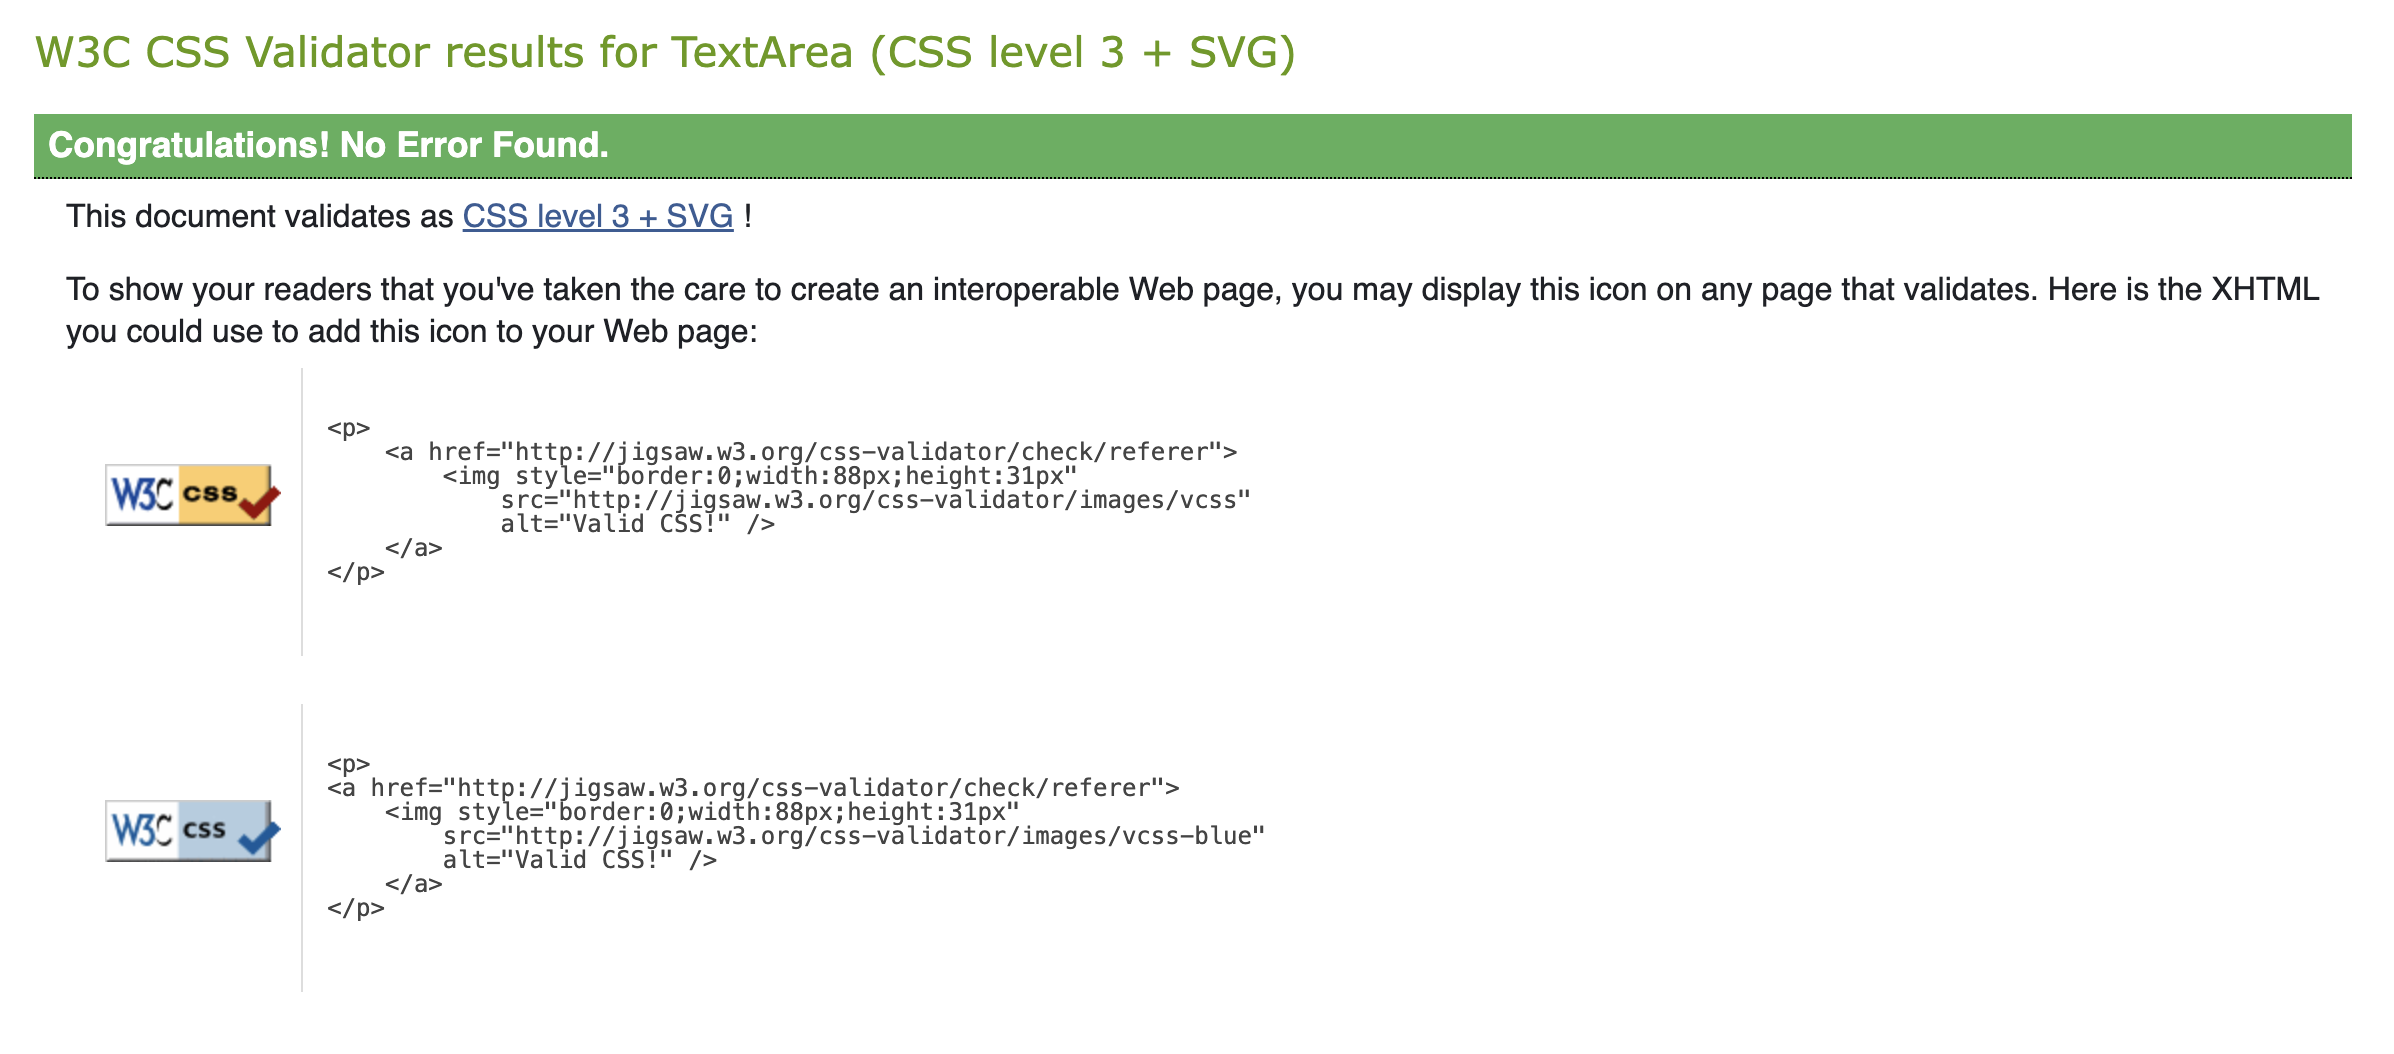 W3C CSS Validator results for TextArea (CSS level 3 + SVG)
Congratulations! No Error Found.
This document validates as CSS level 3 + SVG !
To show your readers that you've taken the care to create an interoperable Web page, you may display this icon on any page that validates. Here is the XHTML
you could use to add this icon to your Web page:
W3C css
<p>
    <a href="http://jigsaw.w3.org/css-validator/check/referer">
        <img style="border:0;width:88px;height:31px"
            src="http://jigsaw.w3.org/css-validator/images/vcss"
            alt="Valid CSS!" />
    </a>
</p>
W3C css
<p>
<a href="http://jigsaw.w3.org/css-validator/check/referer">
    <img style="border:0;width:88px;height:31px"
        src="http://jigsaw.w3.org/css-validator/images/vcss-blue"
        alt="Valid CSS!" />
    </a>
</p>